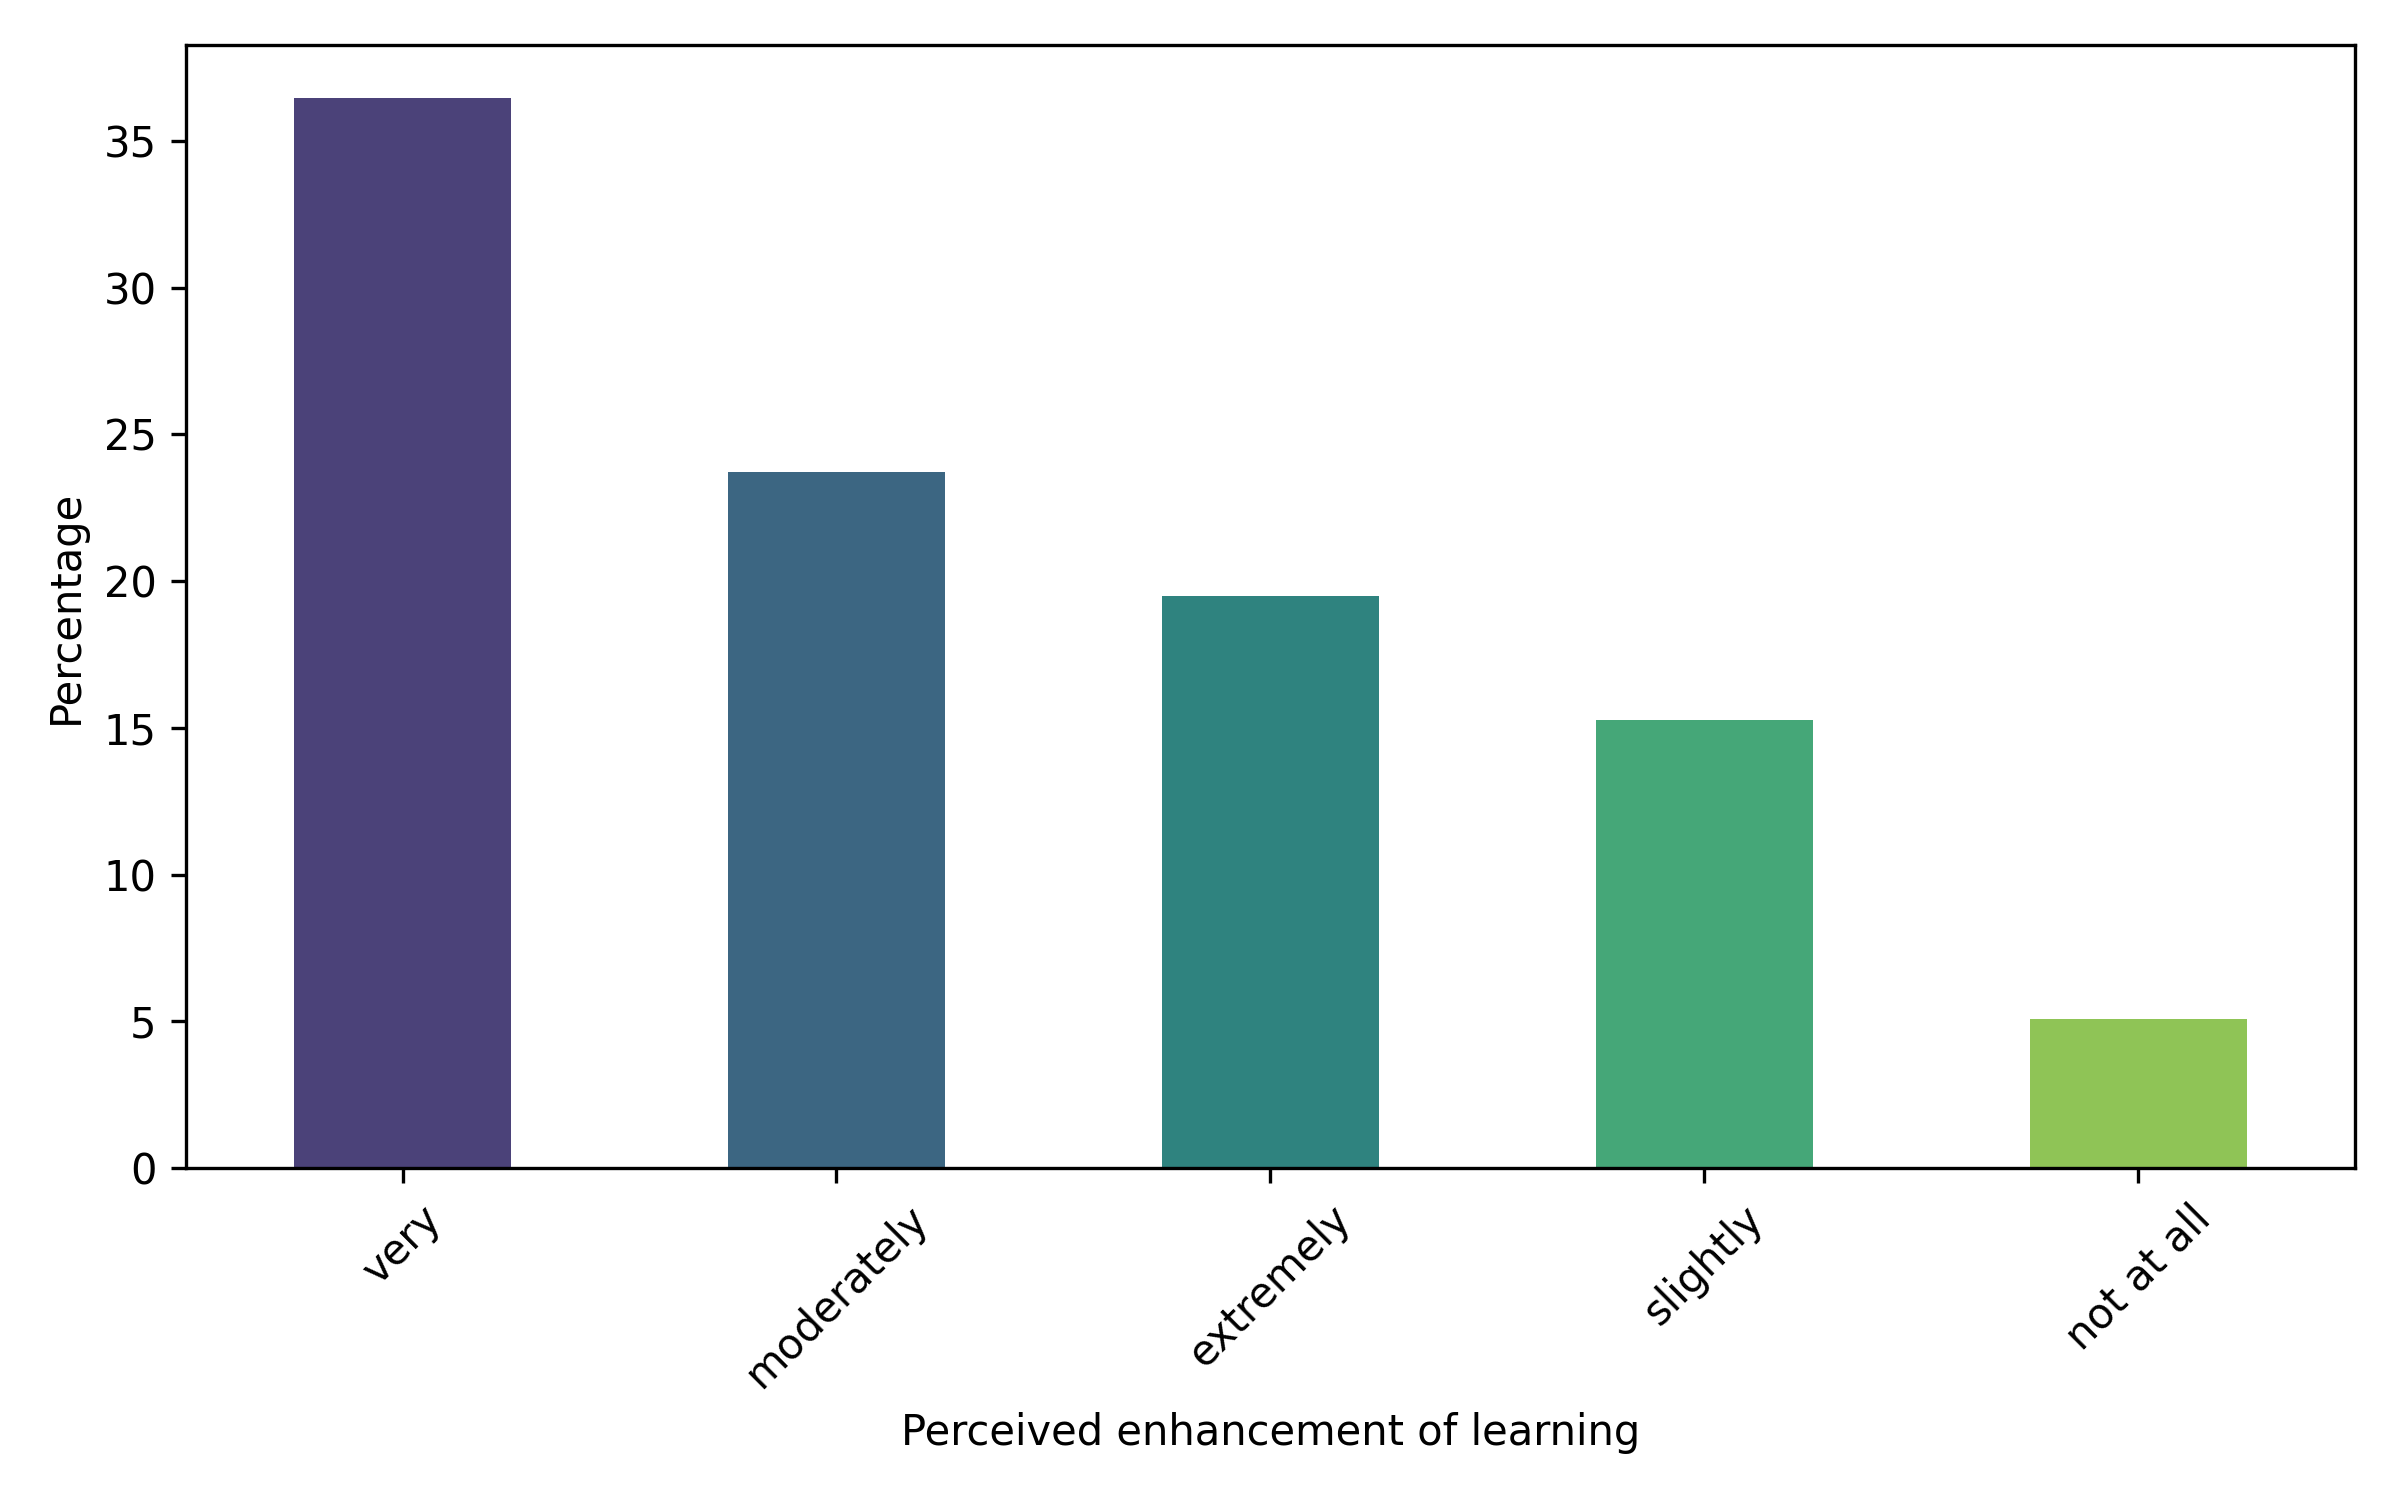 Percentage
35
30
25
20
15
10
5
0
very
moderately
extremely
slightly
not at all
Perceived enhancement of learning